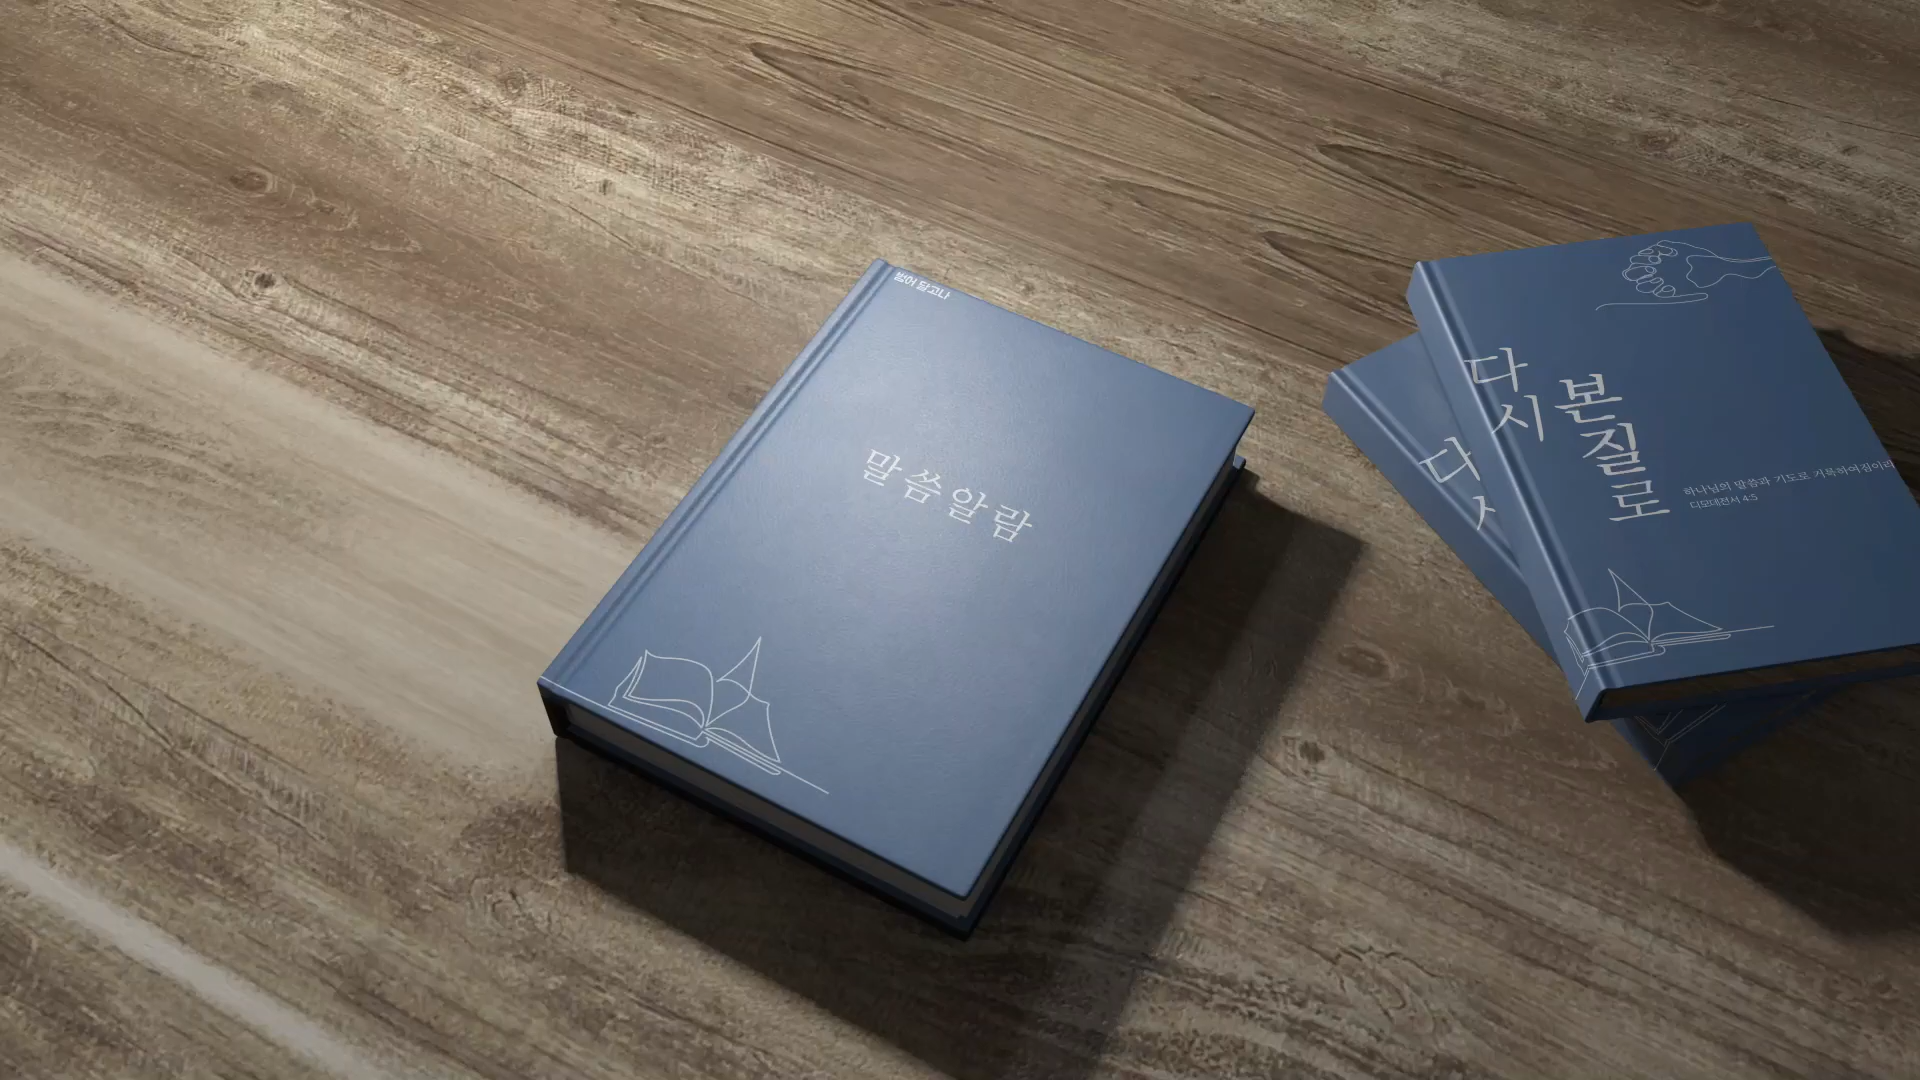 말씀알람
다시
본질로
하나님의 말씀과 기도로 거룩하여짐이라
디모데전서 4:5
다